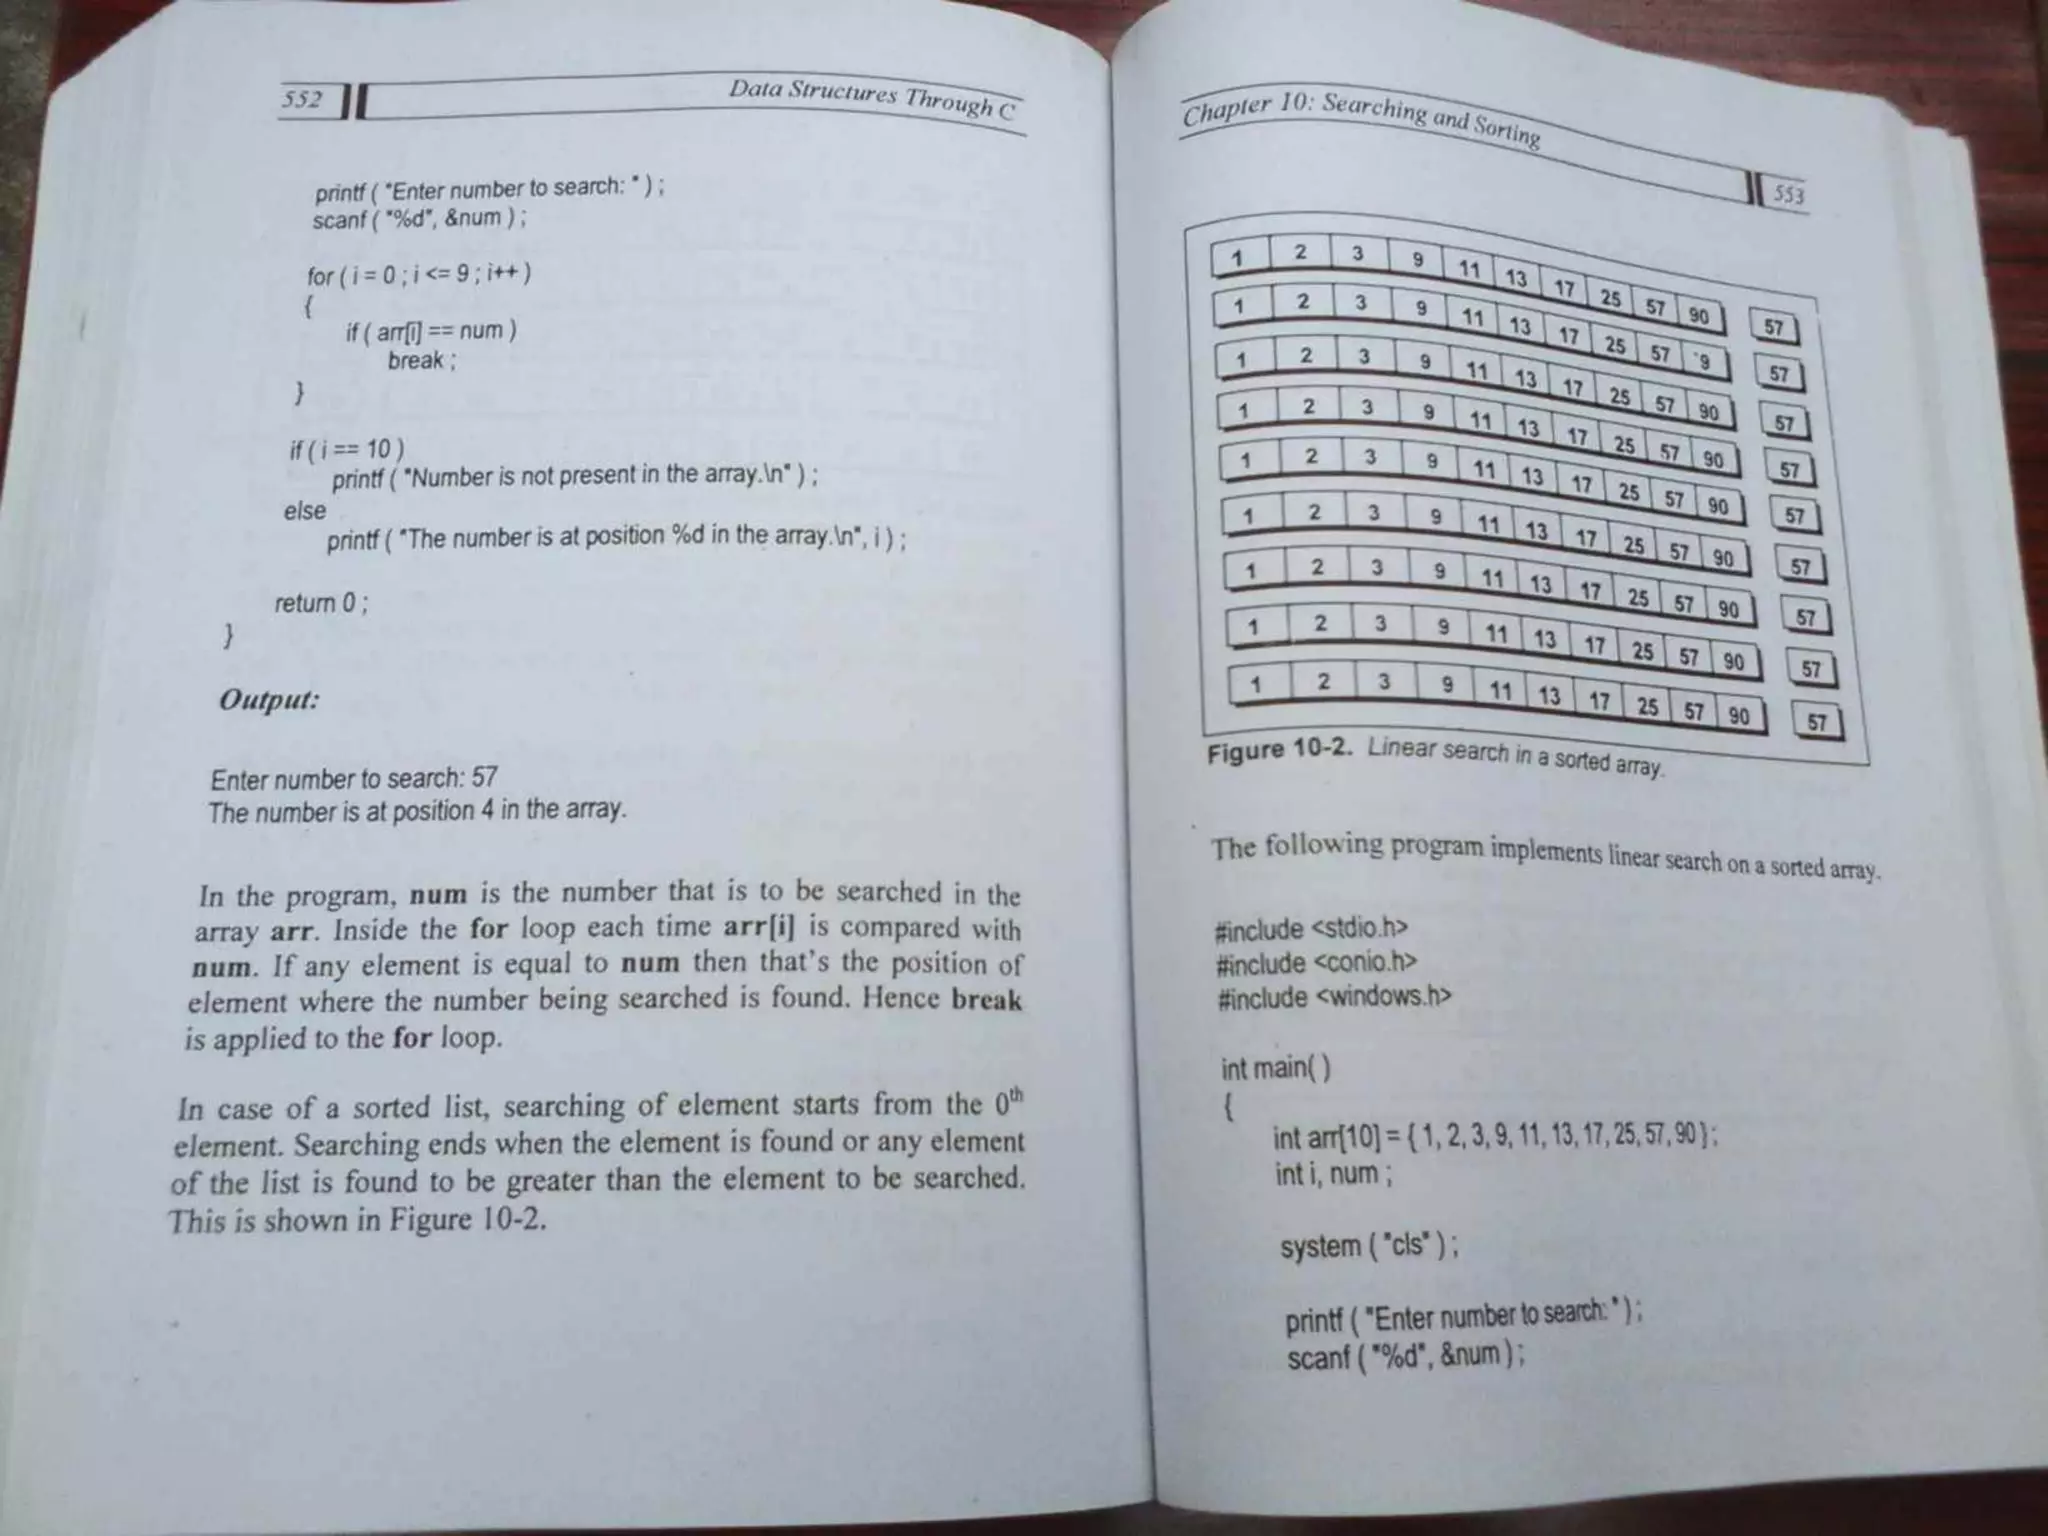 552 Data Structures Through C
printf ( "Enter number to search: " ) ;
scanf ( "%d", &num ) ;
for ( i = 0 ; i <= 9 ; i++ )
{
if ( arr[i] == num )
break ;
}
if ( i == 10 )
printf ( "Number is not present in the array.\n" ) ;
else
printf ( "The number is at position %d in the array.\n", i ) ;
return 0 ;
}
Output:
Enter number to search: 57
The number is at position 4 in the array.
In the program, num is the number that is to be searched in the
array arr. Inside the for loop each time arr[i] is compared with
num. If any element is equal to num then that's the position of
element where the number being searched is found. Hence break
is applied to the for loop.
In case of a sorted list, searching of element starts from the 0th
element. Searching ends when the element is found or any element
of the list is found to be greater than the element to be searched.
This is shown in Figure 10-2.
Chapter 10: Searching and Sorting 553
1 2 3 9 11 13 17 25 57 90 57
1 2 3 9 11 13 17 25 57 9 57
1 2 3 9 11 13 17 25 57 90 57
1 2 3 9 11 13 17 25 57 90 57
1 2 3 9 11 13 17 25 57 90 57
1 2 3 9 11 13 17 25 57 90 57
1 2 3 9 11 13 17 25 57 90 57
1 2 3 9 11 13 17 25 57 90 57
1 2 3 9 11 13 17 25 57 90 57
Figure 10-2. Linear search in a sorted array.
The following program implements linear search on a sorted array.
#include <stdio.h>
#include <conio.h>
#include <windows.h>
int main( )
{
int arr[10] = { 1, 2, 3, 9, 11, 13, 17, 25, 57, 90 } ;
int i, num ;
system ( "cls" ) ;
printf ( "Enter number to search: " ) ;
scanf ( "%d", &num ) ;